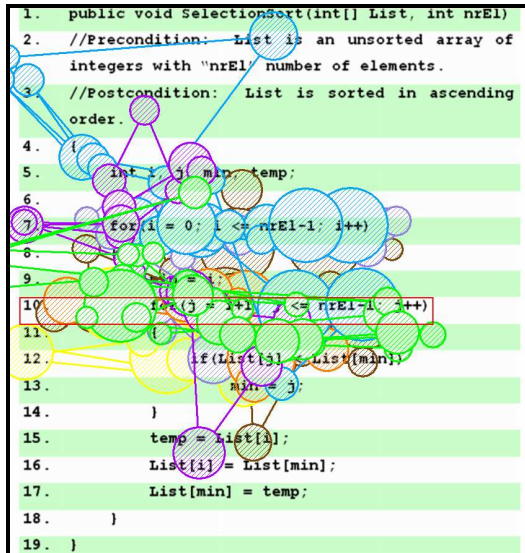 1. public void SelectionSort(int[] List, int nrEl)
2. //Precondition: List is an unsorted array of
integers with "nrEl" number of elements.
3. //Postcondition: List is sorted in ascending
order.
4. {
5. int i, j, min, temp;
6.
7. for(i = 0; i <= nrEl-1; i++)
8.
9. min = i;
10. for(j = i+1; j <= nrEl-1; j++)
11. {
12. if(List[j] < List[min])
13. min = j;
14. }
15. temp = List[i];
16. List[i] = List[min];
17. List[min] = temp;
18. }
19. }